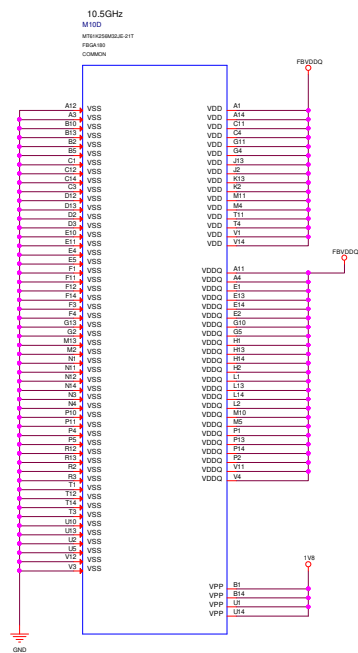 10.5GHz
M10D
MT61K256M32JE-21T
FBGA180
COMMON
A12 VSS
A3 VSS
B10 VSS
B13 VSS
B2 VSS
B5 VSS
C1 VSS
C12 VSS
C14 VSS
C3 VSS
D12 VSS
D13 VSS
D2 VSS
D3 VSS
E10 VSS
E11 VSS
E4 VSS
E5 VSS
F1 VSS
F11 VSS
F12 VSS
F14 VSS
F3 VSS
F4 VSS
G13 VSS
G2 VSS
M13 VSS
M2 VSS
N1 VSS
N11 VSS
N12 VSS
N14 VSS
N3 VSS
N4 VSS
P10 VSS
P11 VSS
P4 VSS
P5 VSS
R12 VSS
R13 VSS
R2 VSS
R3 VSS
T1 VSS
T12 VSS
T14 VSS
T3 VSS
U10 VSS
U13 VSS
U2 VSS
U5 VSS
V12 VSS
V3 VSS
GND
FBVDDQ
VDD A1
VDD A14
VDD C11
VDD C4
VDD G11
VDD G4
VDD J13
VDD J2
VDD K13
VDD K2
VDD M11
VDD M4
VDD T11
VDD T4
VDD V1
VDD V14
FBVDDQ
VDDQ A11
VDDQ A4
VDDQ E1
VDDQ E13
VDDQ E14
VDDQ E2
VDDQ G10
VDDQ G5
VDDQ H1
VDDQ H13
VDDQ H14
VDDQ H2
VDDQ L1
VDDQ L13
VDDQ L14
VDDQ L2
VDDQ M10
VDDQ M5
VDDQ P1
VDDQ P13
VDDQ P14
VDDQ P2
VDDQ V11
VDDQ V4
1V8
VPP B1
VPP B14
VPP U1
VPP U14